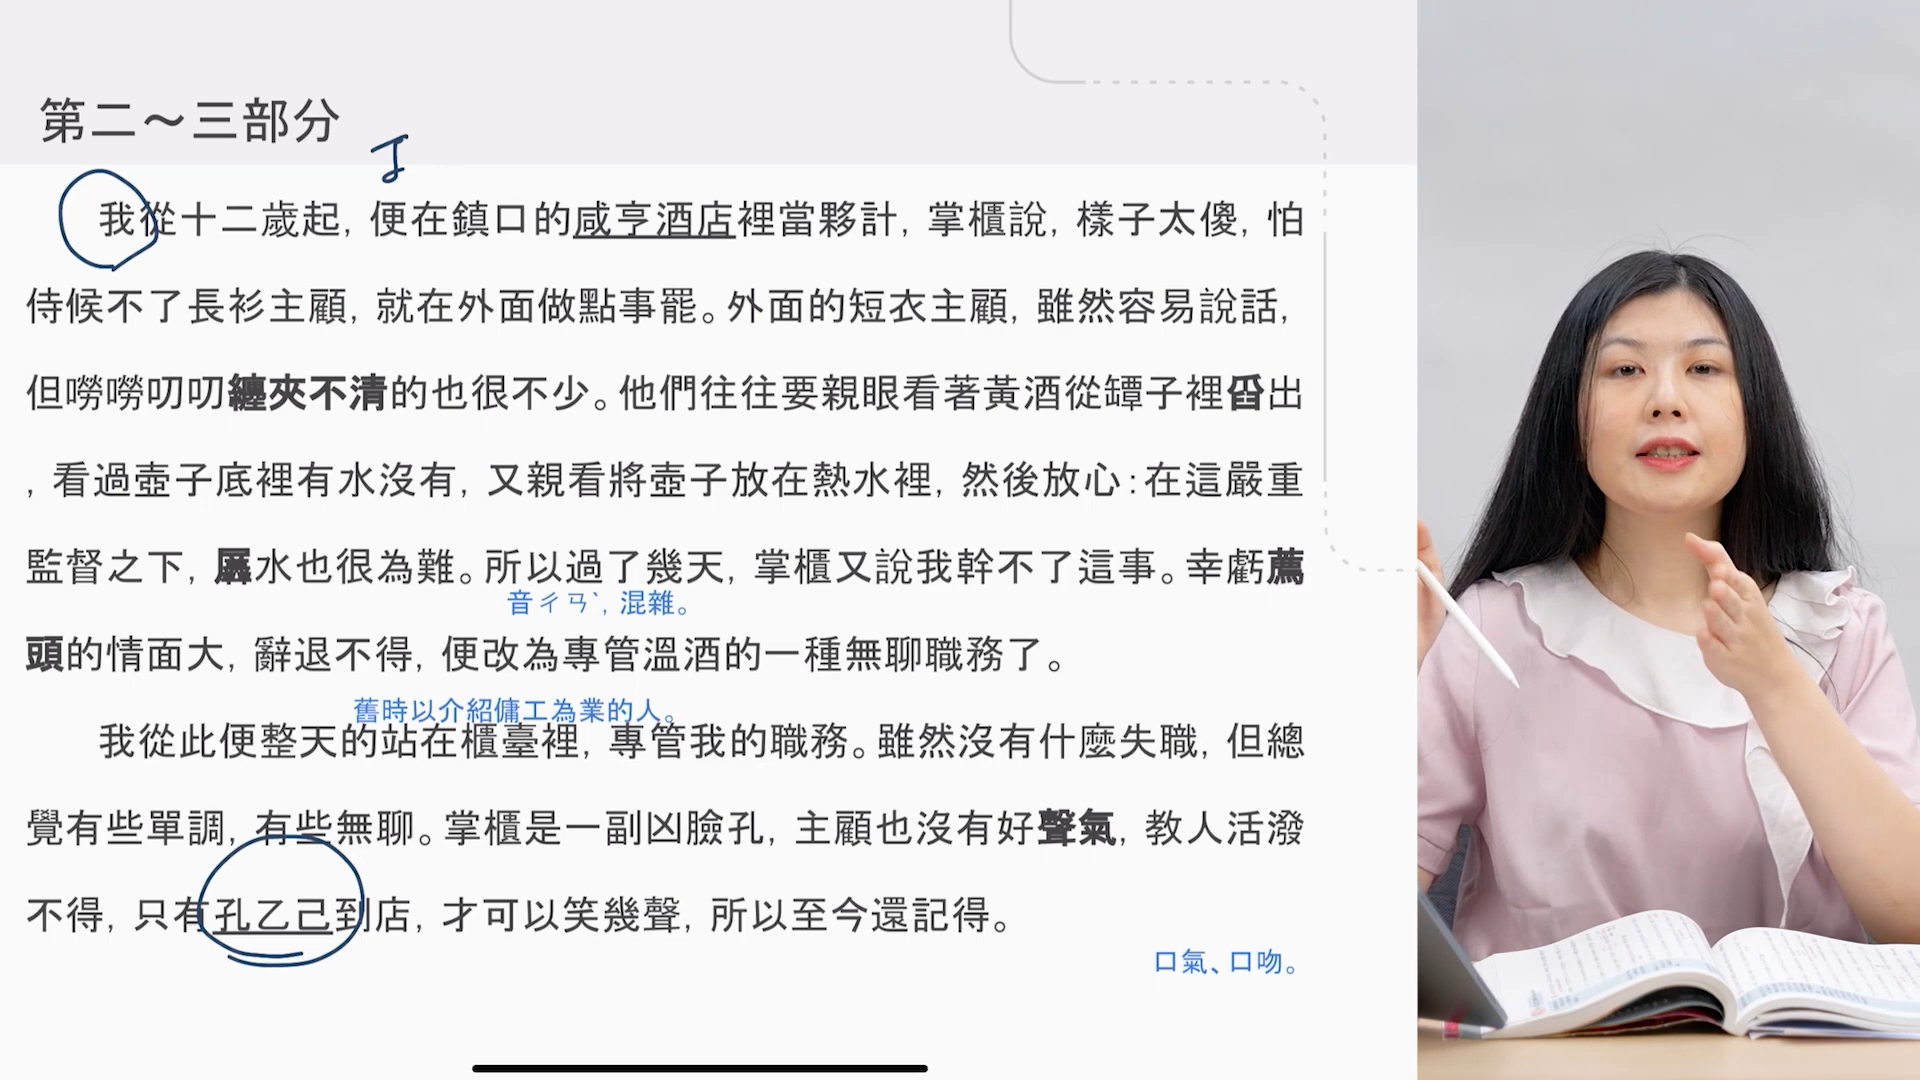 第二～三部分
我從十二歲起，便在鎮口的咸亨酒店裡當夥計，掌櫃說，樣子太傻，怕
侍候不了長衫主顧，就在外面做點事罷。外面的短衣主顧，雖然容易說話，
但嘮嘮叨叨纏夾不清的也很不少。他們往往要親眼看著黃酒從罈子裡舀出
，看過壺子底裡有水沒有，又親看將壺子放在熱水裡，然後放心：在這嚴重
監督之下，羼水也很為難。所以過了幾天，掌櫃又說我幹不了這事。幸虧薦
音ㄔㄢˋ，混雜。
頭的情面大，辭退不得，便改為專管溫酒的一種無聊職務了。
舊時以介紹傭工為業的人。
我從此便整天的站在櫃臺裡，專管我的職務。雖然沒有什麼失職，但總
覺有些單調，有些無聊。掌櫃是一副凶臉孔，主顧也沒有好聲氣，教人活潑
不得，只有孔乙己到店，才可以笑幾聲，所以至今還記得。
口氣、口吻。